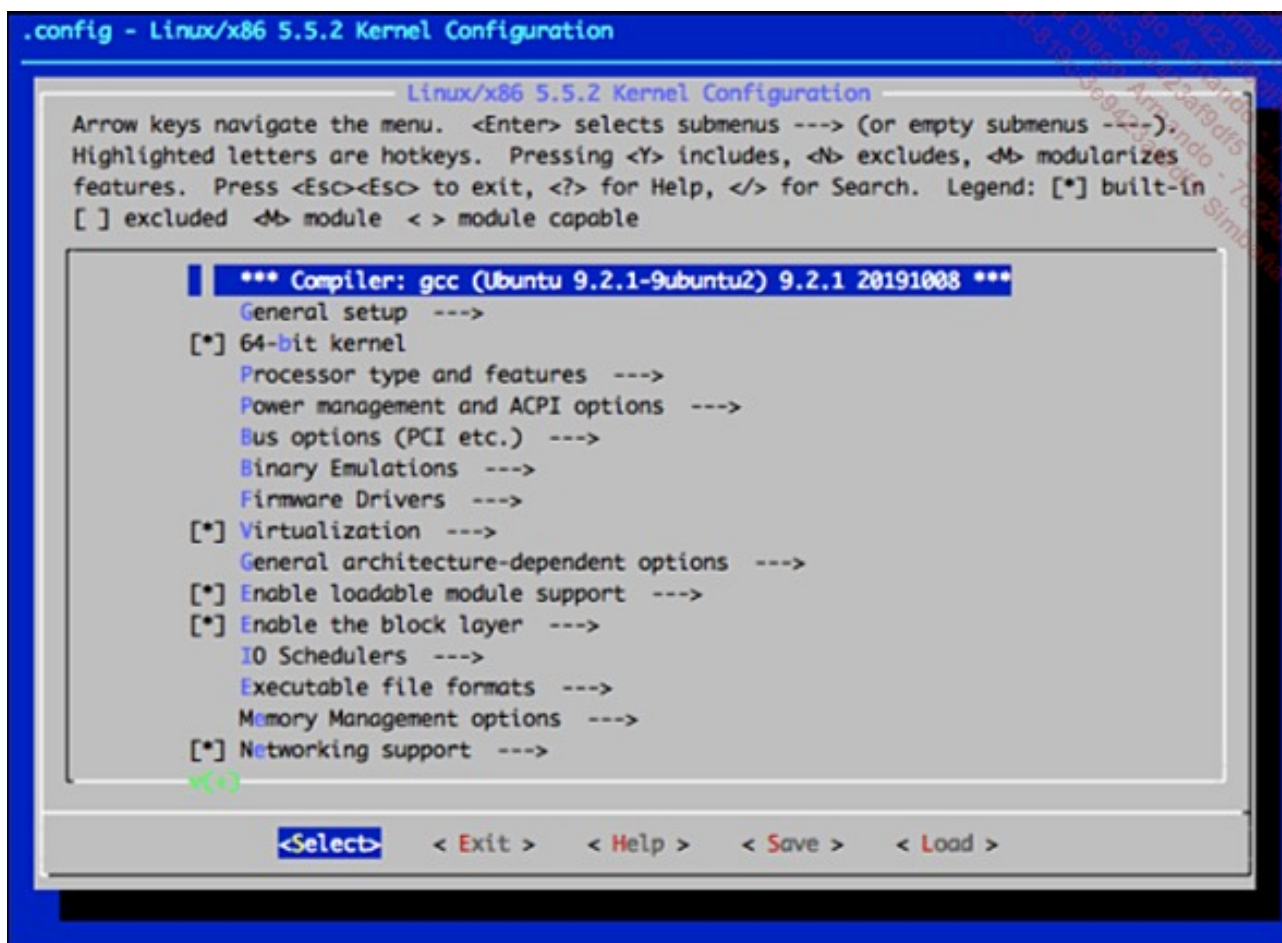 .config - Linux/x86 5.5.2 Kernel Configuration
Linux/x86 5.5.2 Kernel Configuration
Arrow keys navigate the menu. <Enter> selects submenus ---> (or empty submenus ----).
Highlighted letters are hotkeys. Pressing <Y> includes, <N> excludes, <M> modularizes
features. Press <Esc><Esc> to exit, <?> for Help, </> for Search. Legend: [*] built-in
[ ] excluded <M> module < > module capable
*** Compiler: gcc (Ubuntu 9.2.1-9ubuntu2) 9.2.1 20191008 ***
General setup --->
[*] 64-bit kernel
Processor type and features --->
Power management and ACPI options --->
Bus options (PCI etc.) --->
Binary Emulations --->
Firmware Drivers --->
[*] Virtualization --->
General architecture-dependent options --->
[*] Enable loadable module support --->
[*] Enable the block layer --->
IO Schedulers --->
Executable file formats --->
Memory Management options --->
[*] Networking support --->
v(+)
<Select> < Exit > < Help > < Save > < Load >